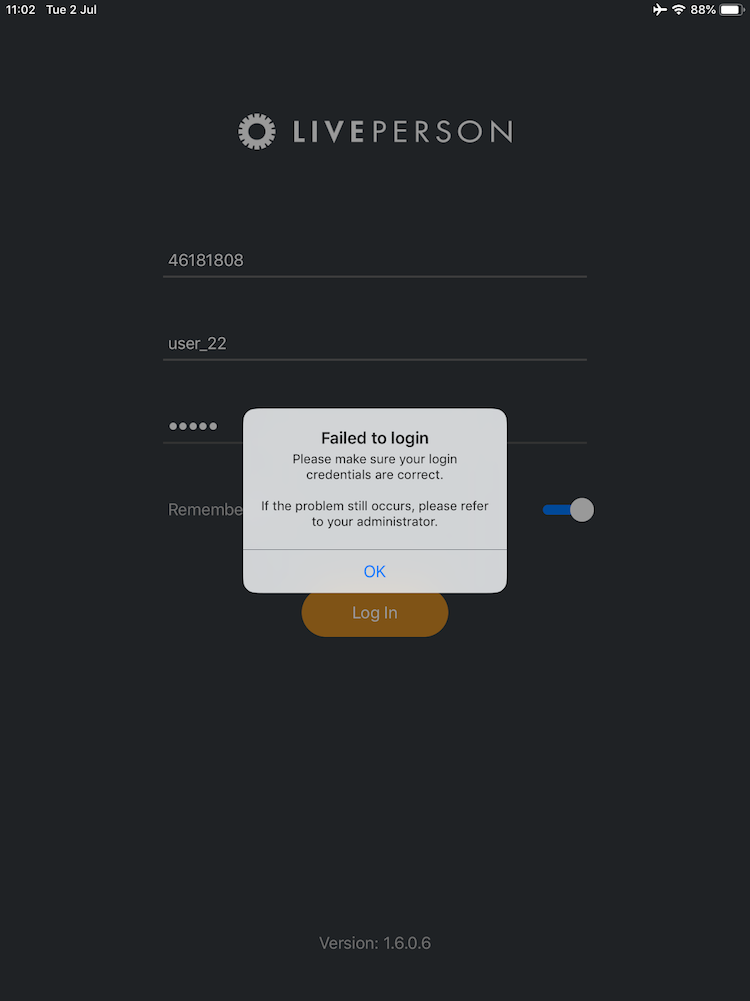 11:02 Tue 2 Jul 88%
LIVEPERSON
46181808
user_22
Failed to login
Please make sure your login
credentials are correct.
If the problem still occurs, please refer
to your administrator.
Remembe
OK
Log In
Version: 1.6.0.6